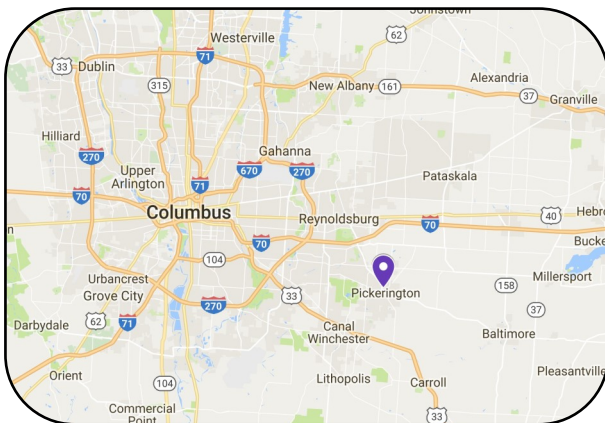 Johnstown
Westerville
62
71
33
Dublin
Alexandria
315
New Albany
161
37
Granville
Hilliard
Gahanna
270
670
270
Upper
Arlington
71
Pataskala
70
Columbus
Reynoldsburg
70
40
Hebr
n
70
Bucke
104
Urbancrest
Millersport
Grove City
33
Pickerington
158
270
37
62
71
Darbydale
Canal
Winchester
Baltimore
Orient
104
Lithopolis
Carroll
Pleasantville
Commercial
Point
33